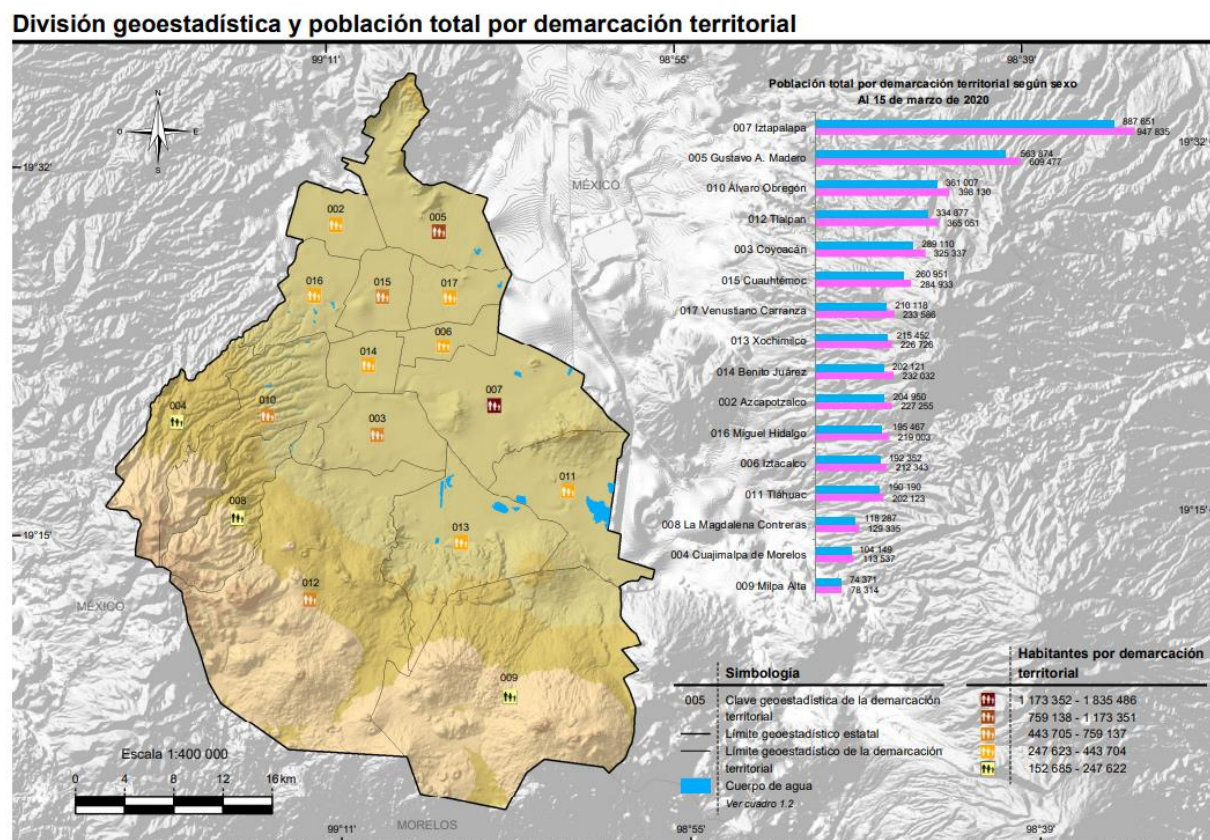 División geoestadística y población total por demarcación territorial
99°11'
98°55'
98°39'
N
O
E
S
19°32'
19°32'
19°15'
19°15'
MÉXICO
MÉXICO
MORELOS
002
005
016
015
017
006
014
007
004
010
003
011
008
013
012
009
Población total por demarcación territorial según sexo
Al 15 de marzo de 2020
007 Iztapalapa 887 651
947 835
005 Gustavo A. Madero 563 874
609 477
010 Álvaro Obregón 361 007
398 130
012 Tlalpan 334 877
365 051
003 Coyoacán 289 110
325 337
015 Cuauhtémoc 260 951
284 933
017 Venustiano Carranza 210 118
233 586
013 Xochimilco 215 452
226 726
014 Benito Juárez 202 121
232 032
002 Azcapotzalco 204 950
227 255
016 Miguel Hidalgo 195 467
219 003
006 Iztacalco 192 352
212 343
011 Tláhuac 190 190
202 123
008 La Magdalena Contreras 118 287
129 335
004 Cuajimalpa de Morelos 104 149
113 537
009 Milpa Alta 74 371
78 314
Simbología
005 Clave geoestadística de la demarcación
territorial
Límite geoestadístico estatal
Límite geoestadístico de la demarcación
territorial
Cuerpo de agua
Ver cuadro 1.2
Habitantes por demarcación
territorial
1 173 352 - 1 835 486
759 138 - 1 173 351
443 705 - 759 137
247 623 - 443 704
152 685 - 247 622
Escala 1:400 000
0 4 8 12 16 km
99°11'
98°55'
98°39'